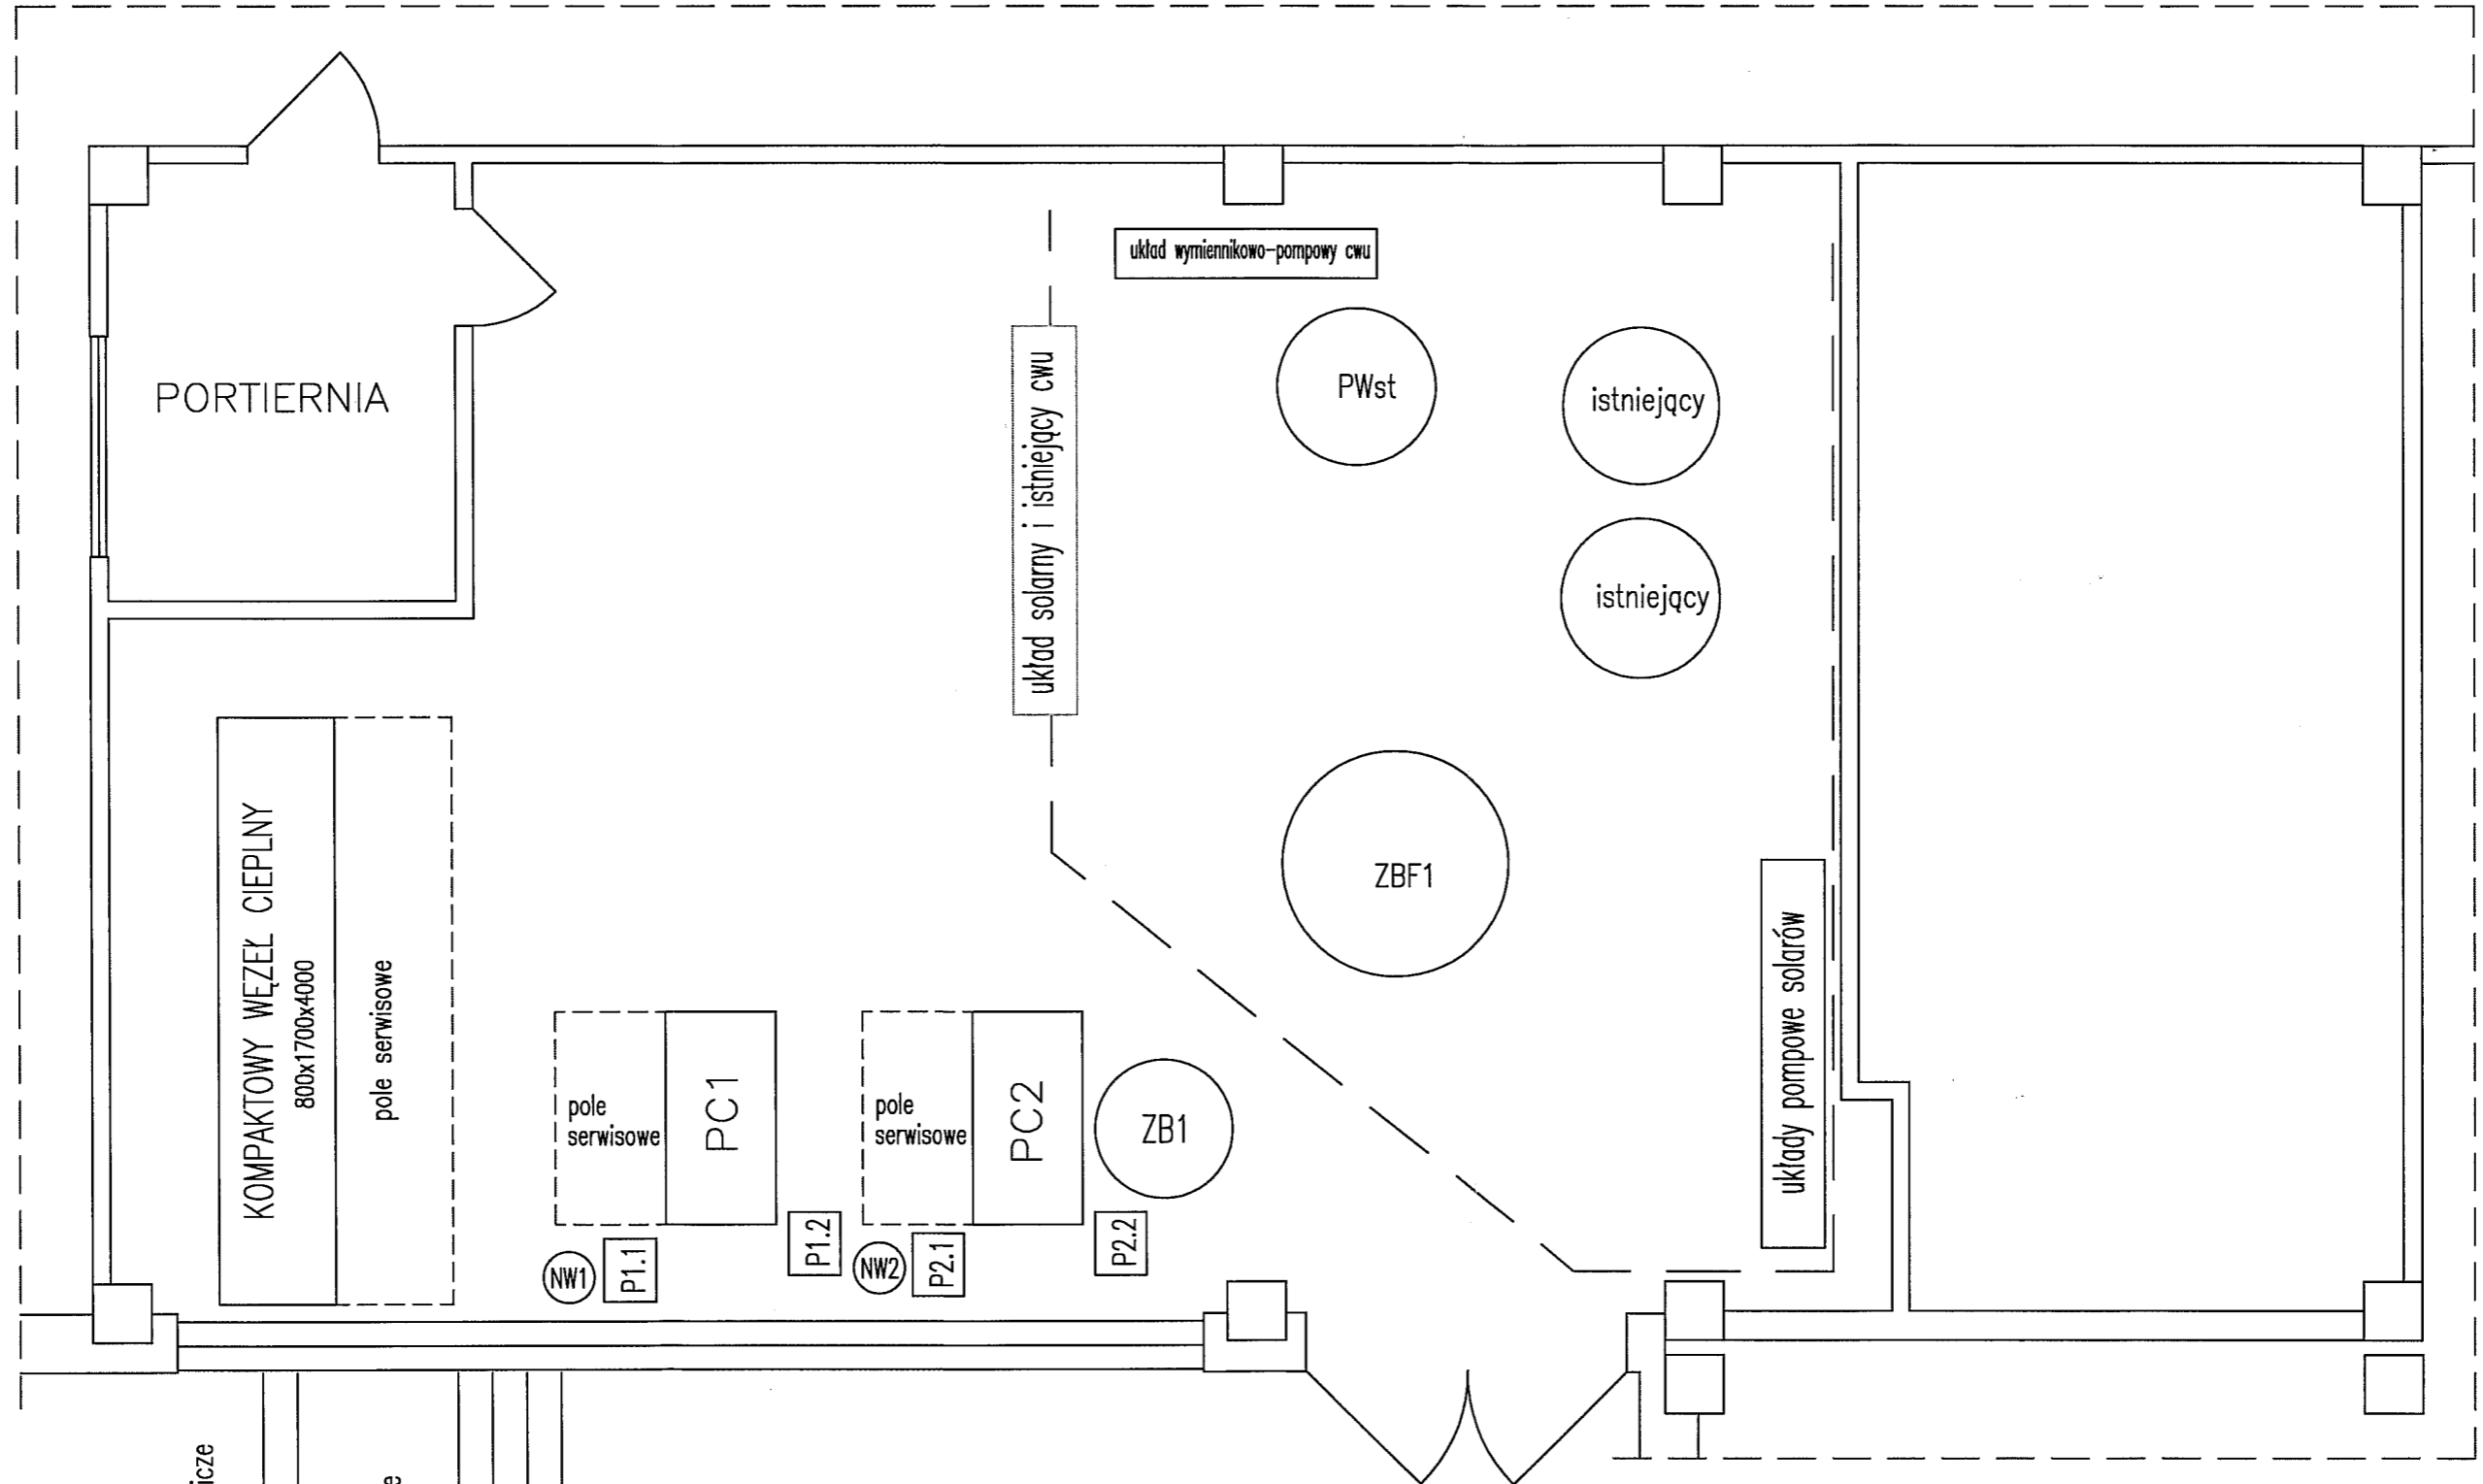 układ wymiennikowo-pompowy cwu
PORTIERNIA
układ solarny i istniejący cwu
PWst
istniejący
istniejący
KOMPAKTOWY WĘZEŁ CIEPLNY
800x1700x4000
pole serwisowe
ZBF1
układy pompowe solarów
pole
serwisowe
PC1
pole
serwisowe
PC2
ZB1
NW1
P1.1
P1.2
NW2
P2.1
P2.2